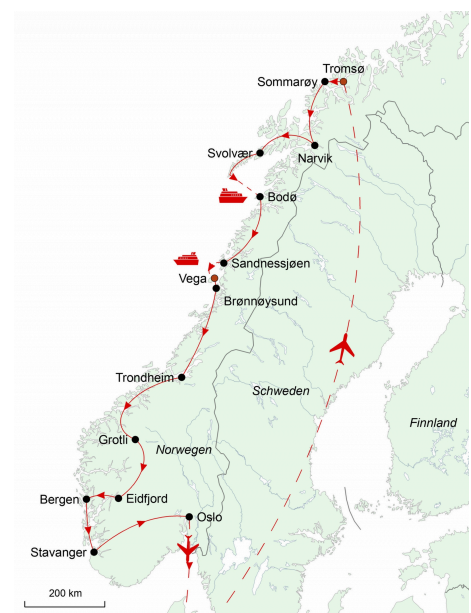 Tromsø
Sommarøy
Narvik
Svolvær
Bodø
Sandnessjøen
Vega
Brønnøysund
Trondheim
Schweden
Finnland
Grotli
Norwegen
Bergen
Eidfjord
Oslo
Stavanger
200 km